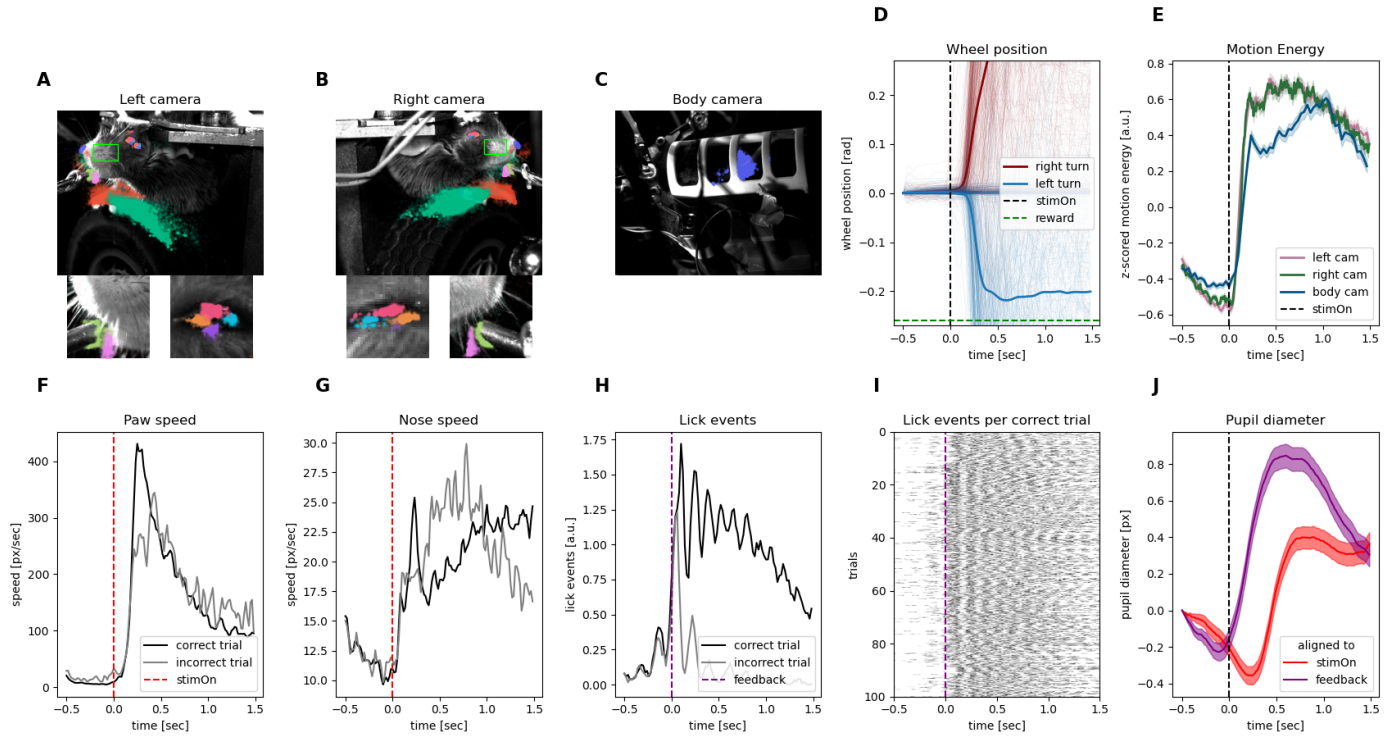 D
E
Wheel position
Motion Energy
A
B
C
Left camera
Right camera
Body camera
0.2
0.1
0.0
−0.1
−0.2
wheel position [rad]
right turn
left turn
stimOn
reward
−0.5
0.0
0.5
1.0
1.5
time [sec]
0.8
0.6
0.4
0.2
0.0
−0.2
−0.4
−0.6
z-scored motion energy [a.u.]
left cam
right cam
body cam
stimOn
−0.5
0.0
0.5
1.0
1.5
time [sec]
F
G
H
I
J
Paw speed
Nose speed
Lick events
Lick events per correct trial
Pupil diameter
400
300
200
100
0
speed [px/sec]
correct trial
incorrect trial
stimOn
−0.5
0.0
0.5
1.0
1.5
time [sec]
30.0
27.5
25.0
22.5
20.0
17.5
15.0
12.5
10.0
speed [px/sec]
−0.5
0.0
0.5
1.0
1.5
time [sec]
1.75
1.50
1.25
1.00
0.75
0.50
0.25
0.00
lick events [a.u.]
correct trial
incorrect trial
feedback
−0.5
0.0
0.5
1.0
1.5
time [sec]
0
20
40
60
80
100
trials
−0.5
0.0
0.5
1.0
1.5
time [sec]
0.8
0.6
0.4
0.2
0.0
−0.2
−0.4
pupil diameter [px]
aligned to
stimOn
feedback
−0.5
0.0
0.5
1.0
1.5
time [sec]